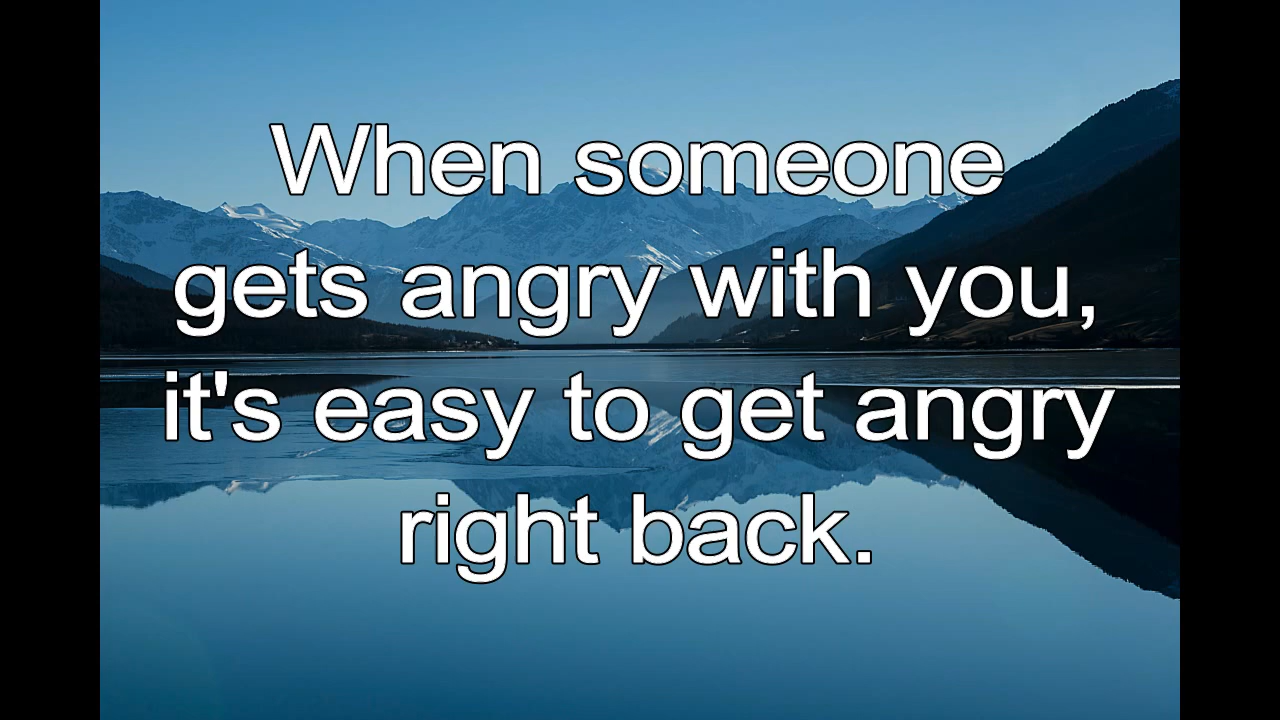 When someone
gets angry with you,
it's easy to get angry
right back.